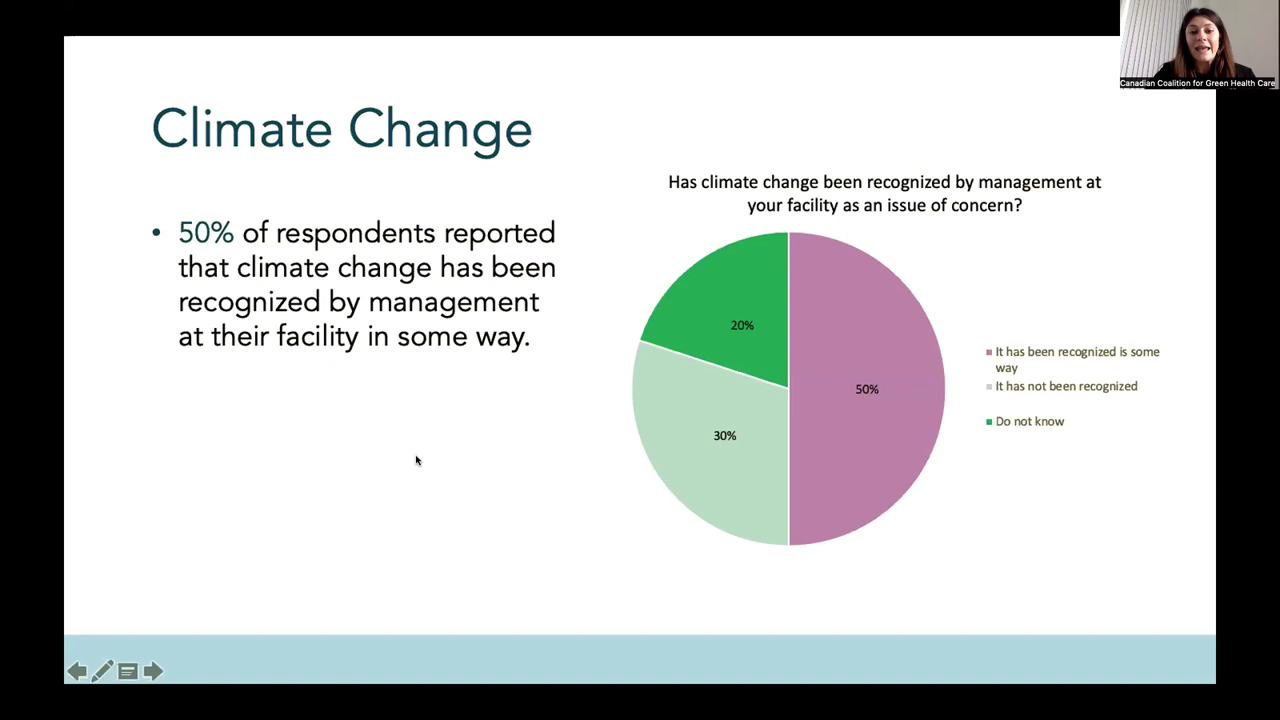 Canadian Coalition for Green Health Care
Climate Change
• 50% of respondents reported
that climate change has been
recognized by management
at their facility in some way.
Has climate change been recognized by management at
your facility as an issue of concern?
20%
50%
30%
It has been recognized is some
way
It has not been recognized
Do not know